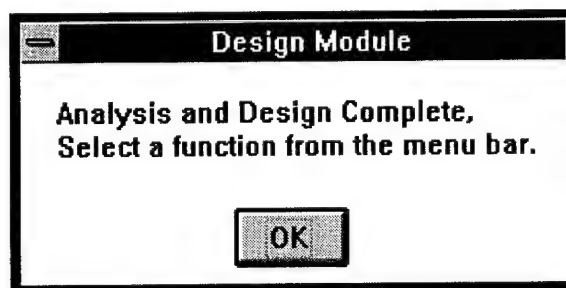 Design Module
Analysis and Design Complete,
Select a function from the menu bar.
OK